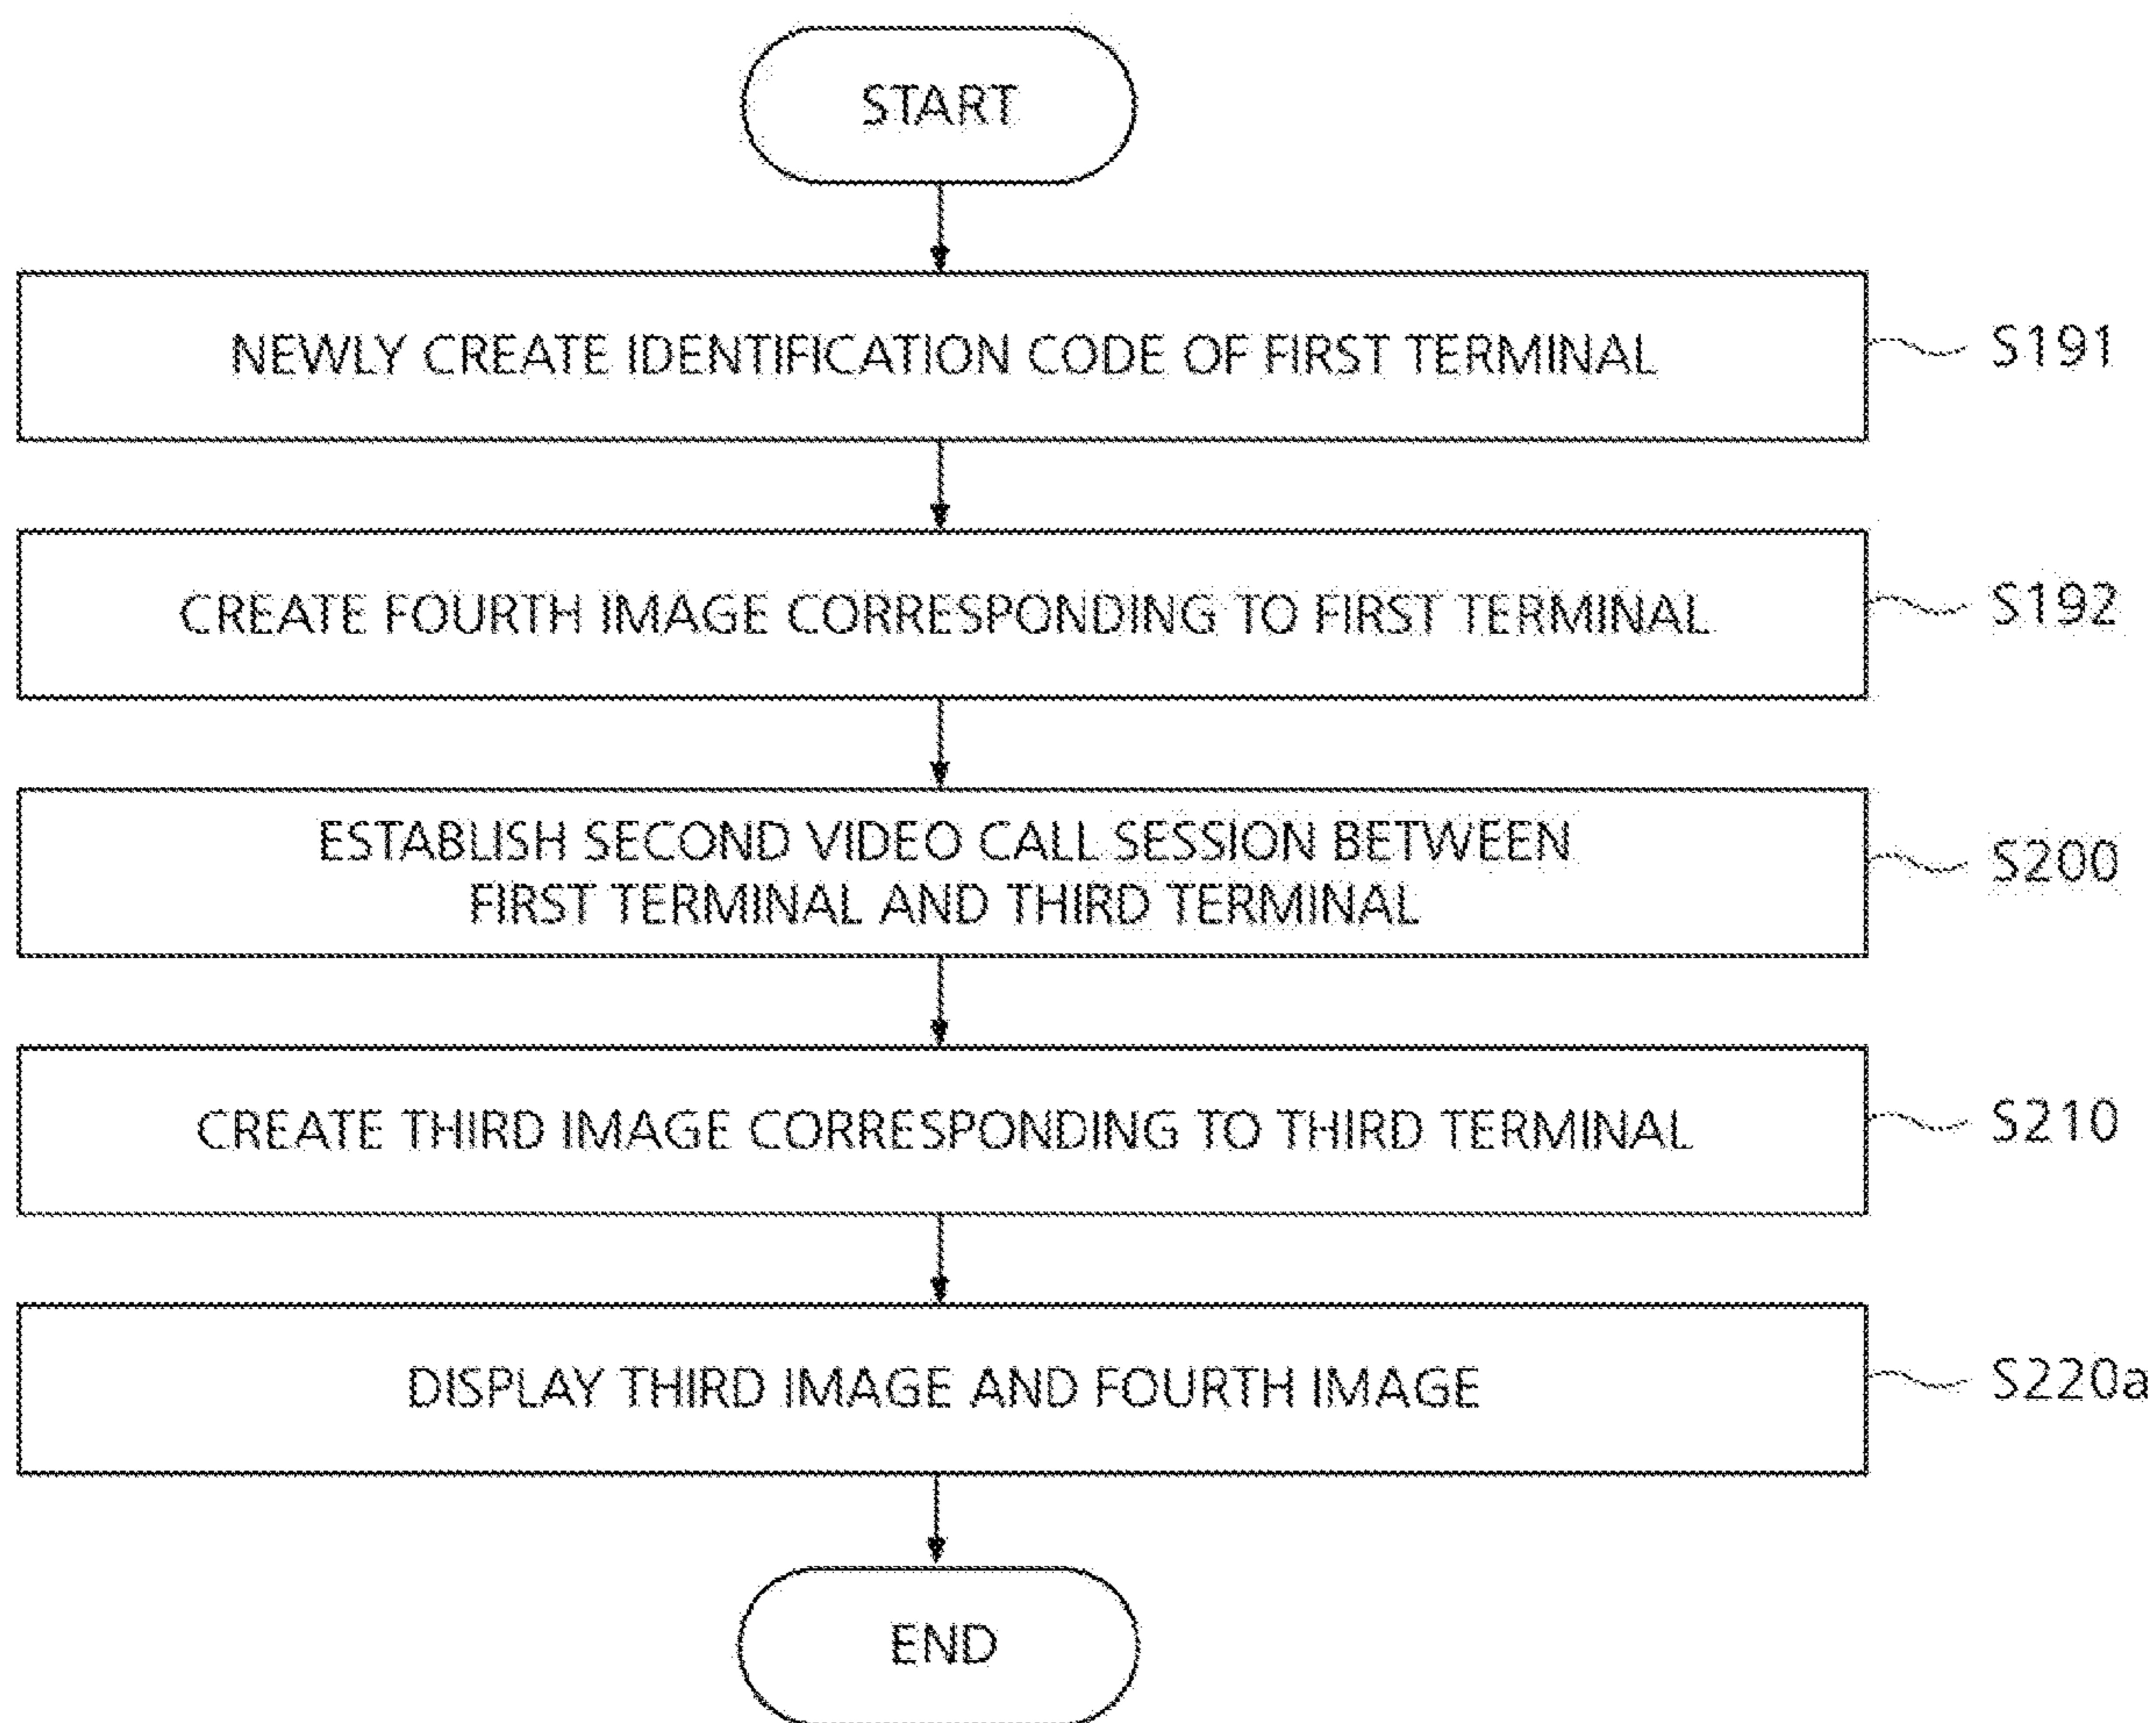 START
NEWLY CREATE IDENTIFICATION CODE OF FIRST TERMINAL
S191
CREATE FOURTH IMAGE CORRESPONDING TO FIRST TERMINAL
S192
ESTABLISH SECOND VIDEO CALL SESSION BETWEEN
FIRST TERMINAL AND THIRD TERMINAL
S200
CREATE THIRD IMAGE CORRESPONDING TO THIRD TERMINAL
S210
DISPLAY THIRD IMAGE AND FOURTH IMAGE
S220a
END